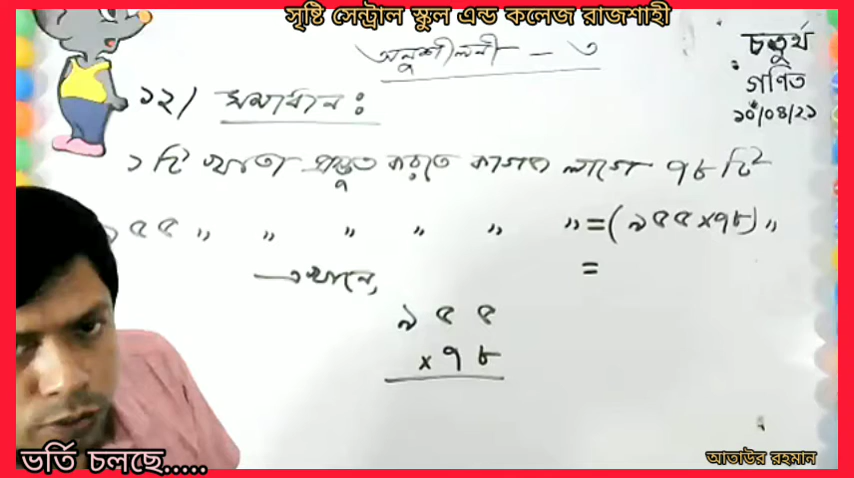 সৃষ্টি সেন্ট্রাল স্কুল এন্ড কলেজ রাজশাহী
অনুশীলনী - ৩
চতুর্থ
গণিত
১০/০৪/২১
১২। সমাধান :
১ টি খাতা প্রস্তুত করতে কাগজ লাগে ৭৮ টি
৯৫৫ " " " " " " = (৯৫৫ × ৭৮) "
এখানে, =
৯৫৫
× ৭৮
ভর্তি চলছে.....
আতাউর রহমান